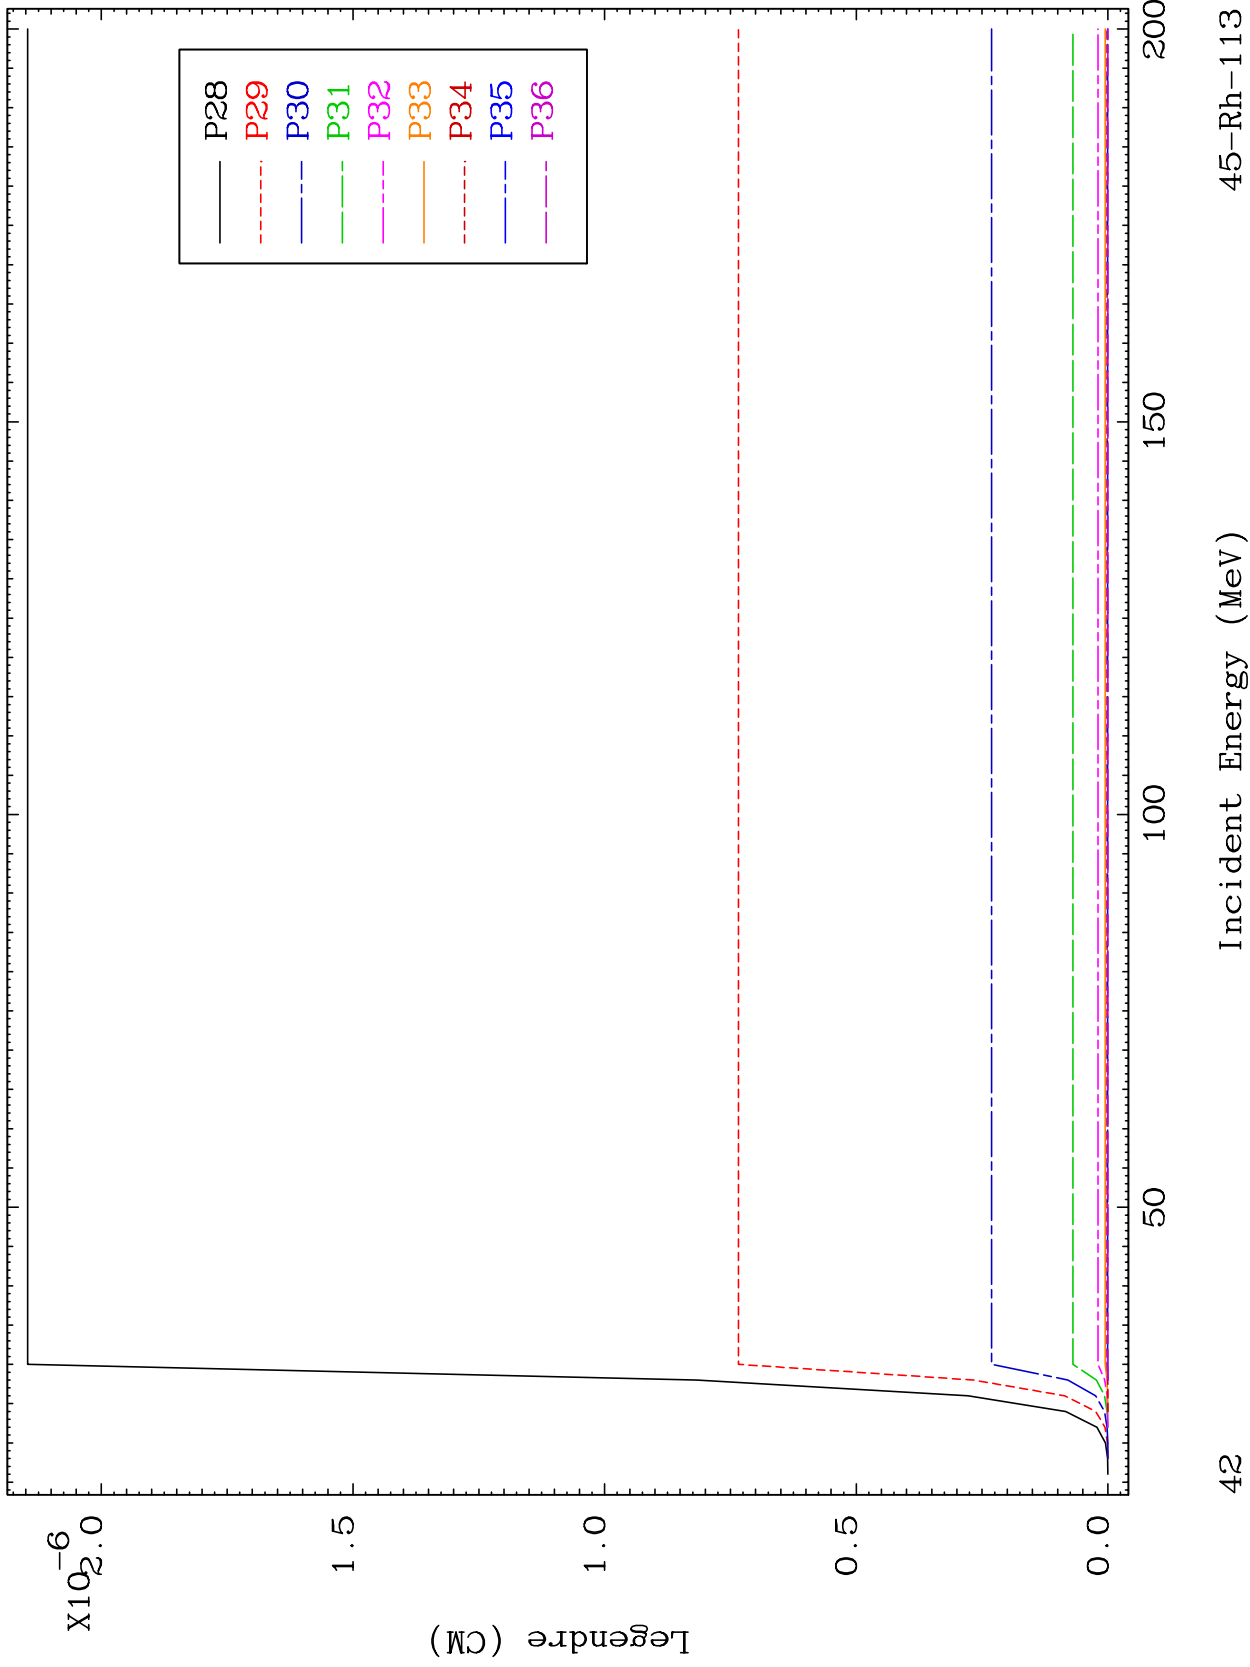 X10-6
2.0
1.5
1.0
0.5
0.0
Legendre (CM)
P28
P29
P30
P31
P32
P33
P34
P35
P36
50
100
150
200
Incident Energy (MeV)
42
45-Rh-113